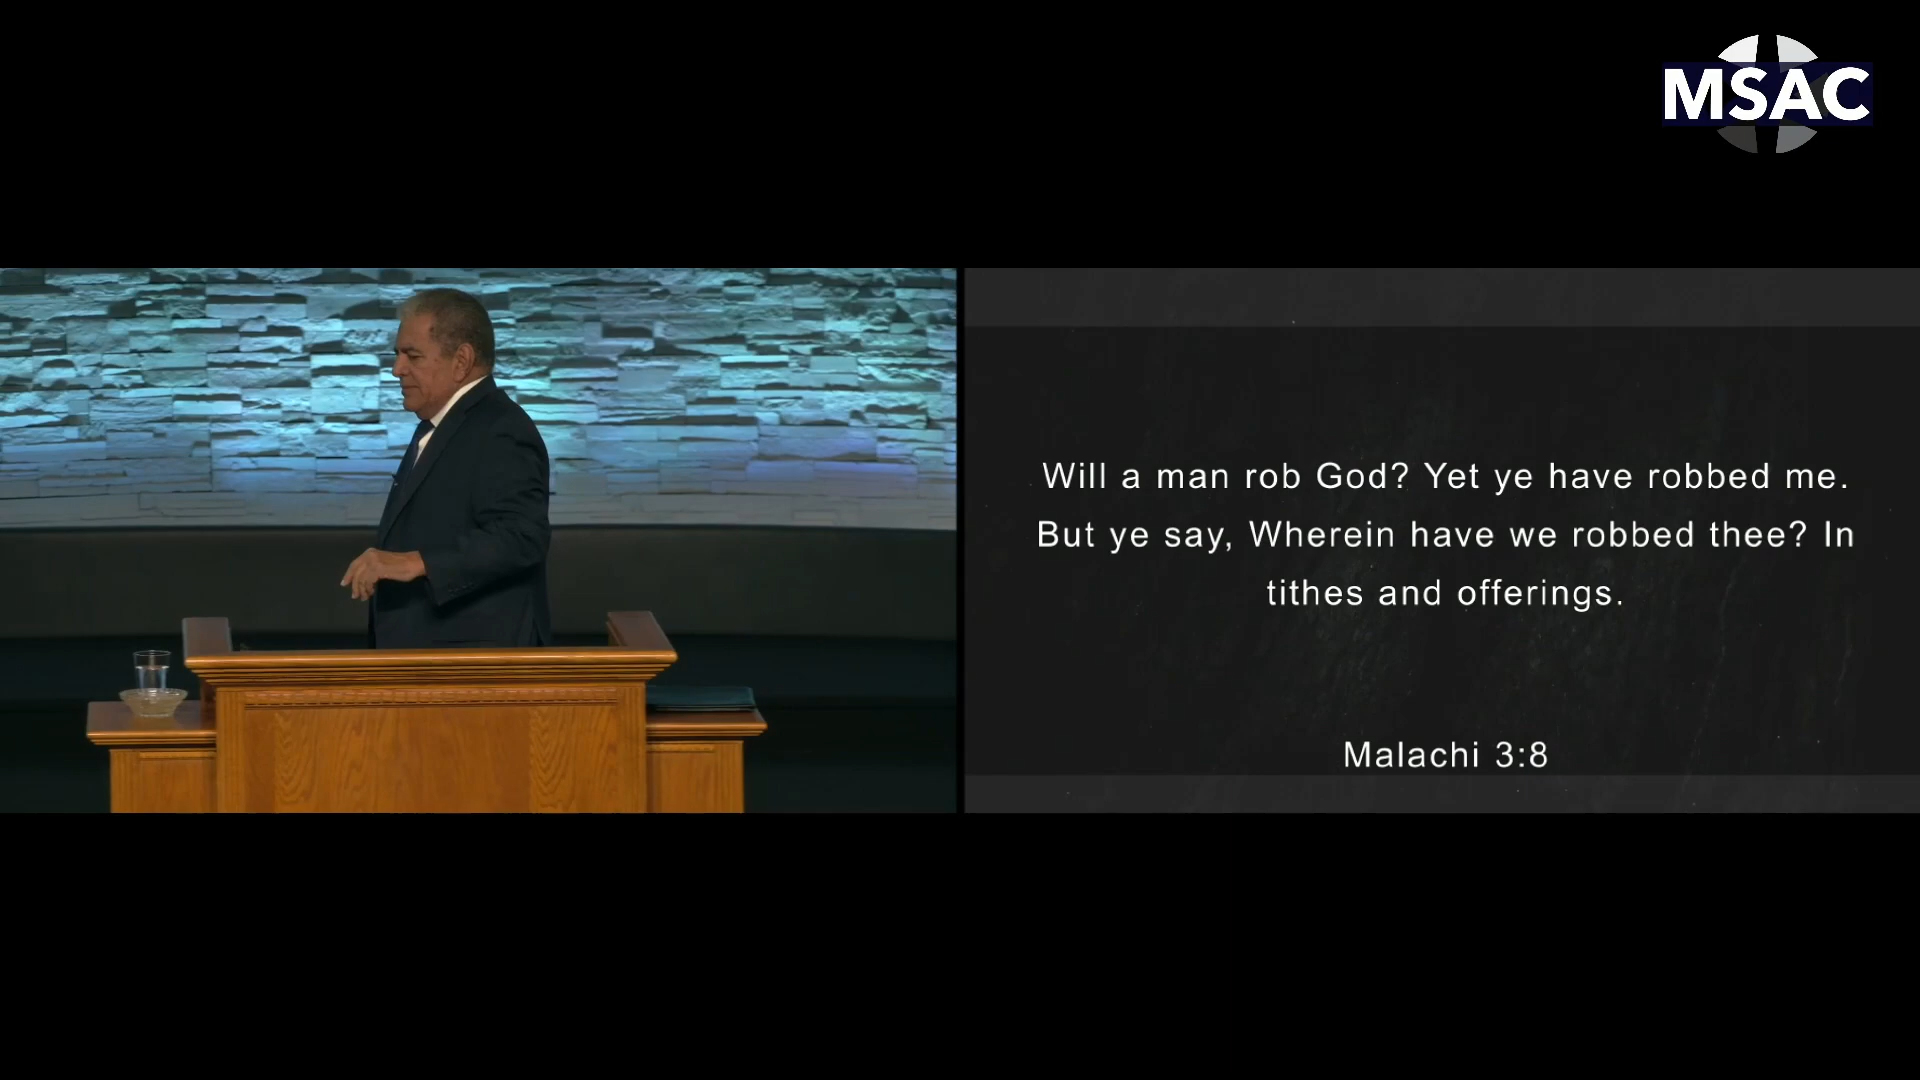 MSAC
Will a man rob God? Yet ye have robbed me.
But ye say, Wherein have we robbed thee? In
tithes and offerings.
Malachi 3:8